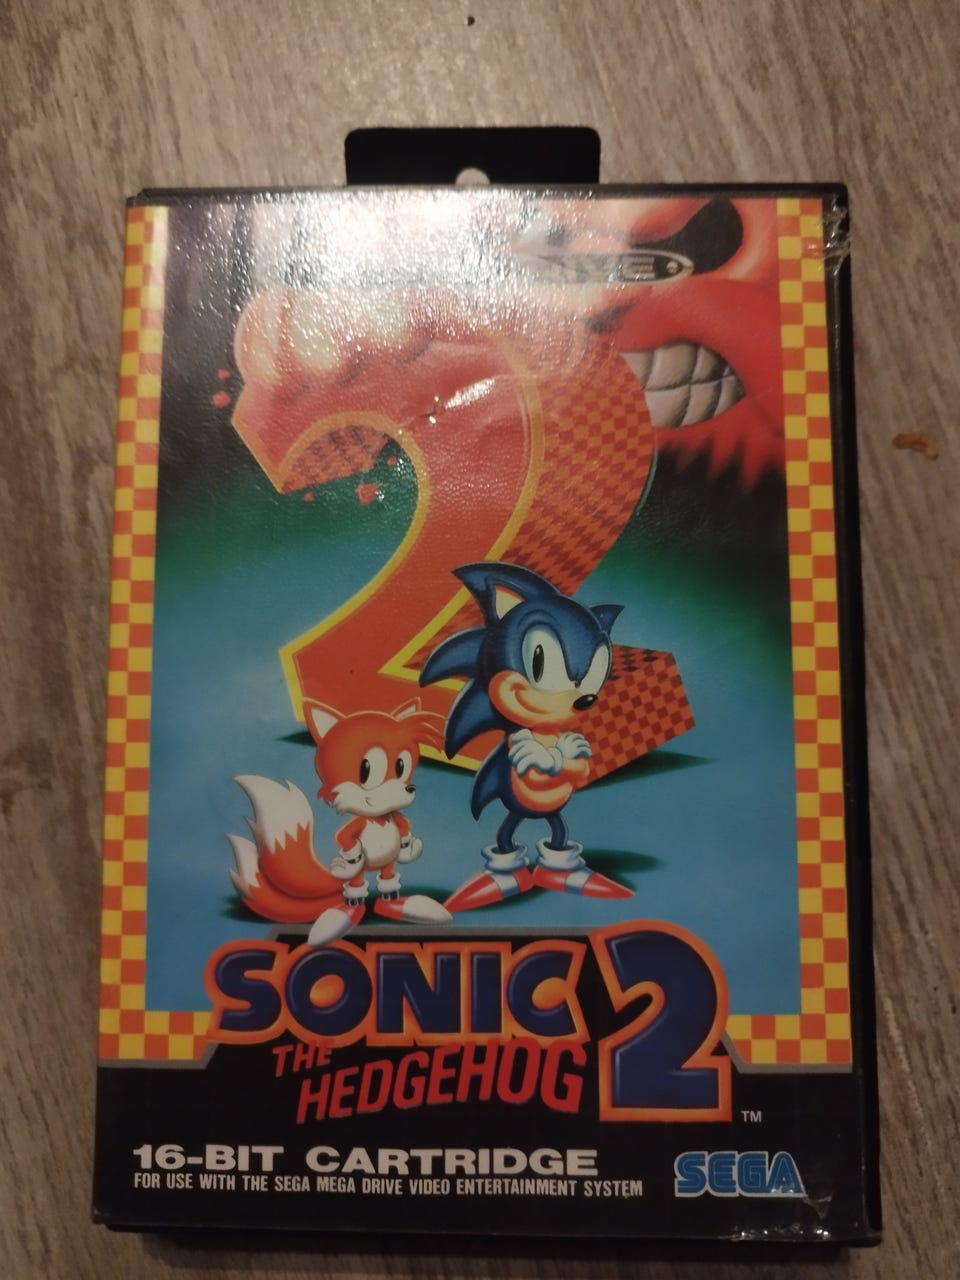 SONIC 2
THE
HEDGEHOG
TM
16-BIT CARTRIDGE
FOR USE WITH THE SEGA MEGA DRIVE VIDEO ENTERTAINMENT SYSTEM
SEGA